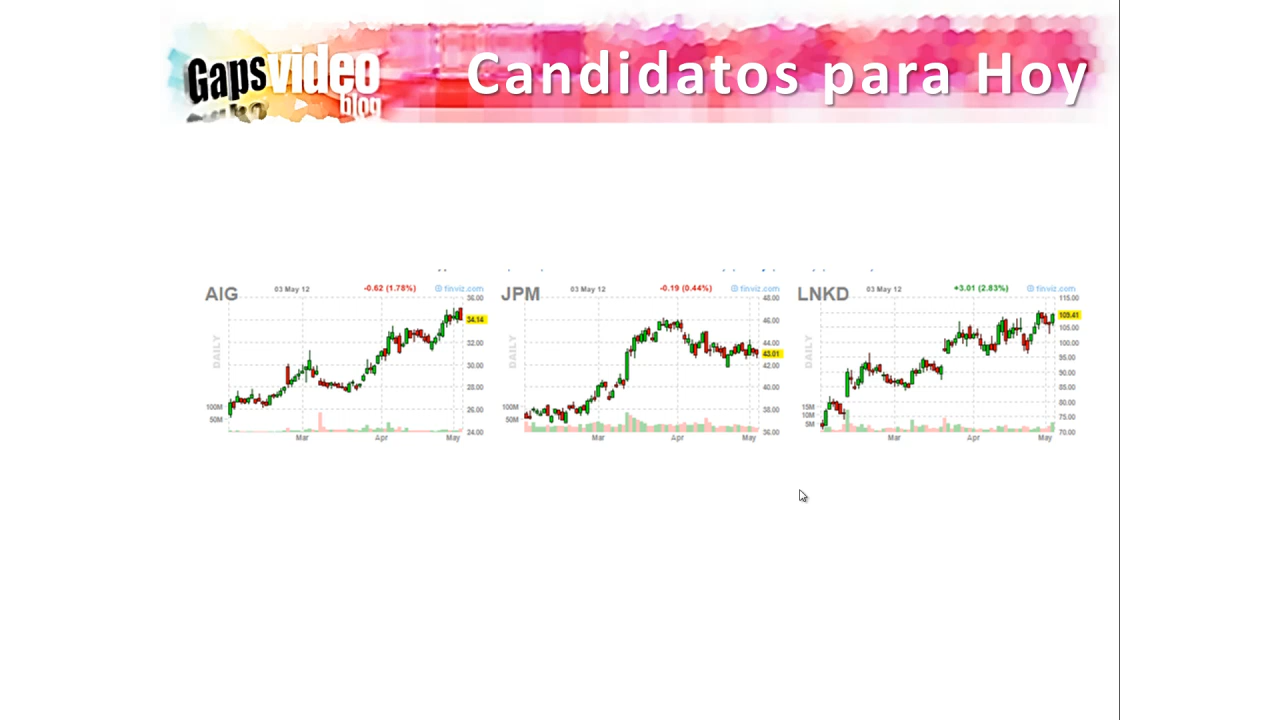 Gapsvideo
blog
Candidatos para Hoy
AIG 03 May 12 -0.62 (1.78%) finviz.com
36.00
34.14
32.00
30.00
28.00
26.00
24.00
DAILY
100M
50M
Mar Apr May
JPM 03 May 12 -0.19 (0.44%) finviz.com
48.00
46.00
44.00
43.01
42.00
40.00
38.00
36.00
DAILY
100M
50M
Mar Apr May
LNKD 03 May 12 +3.01 (2.83%) finviz.com
115.00
109.41
105.00
100.00
95.00
90.00
85.00
80.00
75.00
70.00
DAILY
15M
10M
5M
Mar Apr May